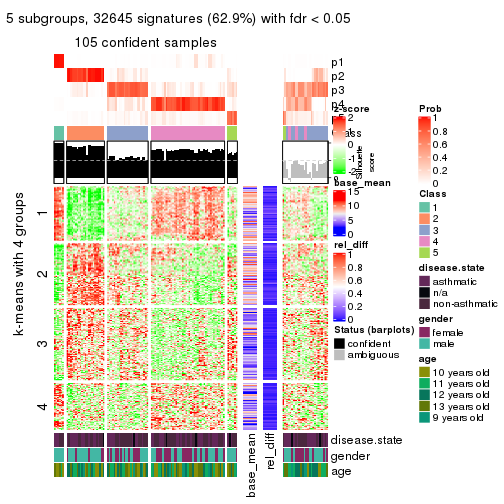 5 subgroups, 32645 signatures (62.9%) with fdr < 0.05
105 confident samples
p1
p2
p3
p4
p5
Class
k-means with 4 groups
1
2
3
4
z-score
2
1
0
-1
-2
Silhouette
score
base_mean
15
10
5
0
rel_diff
1
0.8
0.6
0.4
0.2
0
Status (barplots)
confident
ambiguous
Prob
1
0.8
0.6
0.4
0.2
0
Class
1
2
3
4
5
disease.state
asthmatic
n/a
non-asthmatic
gender
female
male
age
10 years old
11 years old
12 years old
13 years old
9 years old
disease.state
gender
age
base_mean
rel_diff